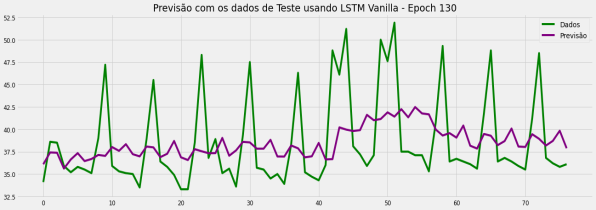 Previsão com os dados de Teste usando LSTM Vanilla - Epoch 130
52.5
Dados
Previsão
50.0
47.5
45.0
42.5
40.0
37.5
35.0
32.5
0 10 20 30 40 50 60 70